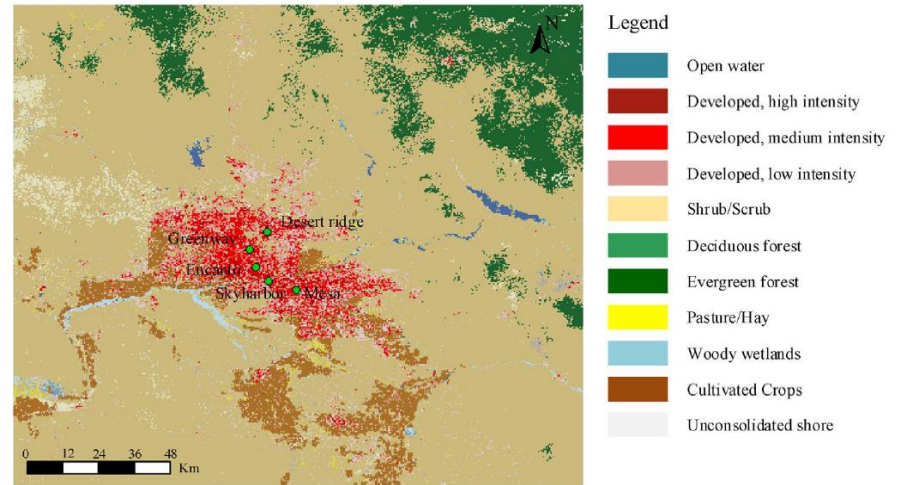 N
Desert ridge
Greenway
Encanto
Skyharbor
Mesa
0 12 24 36 48
Km
Legend
Open water
Developed, high intensity
Developed, medium intensity
Developed, low intensity
Shrub/Scrub
Deciduous forest
Evergreen forest
Pasture/Hay
Woody wetlands
Cultivated Crops
Unconsolidated shore